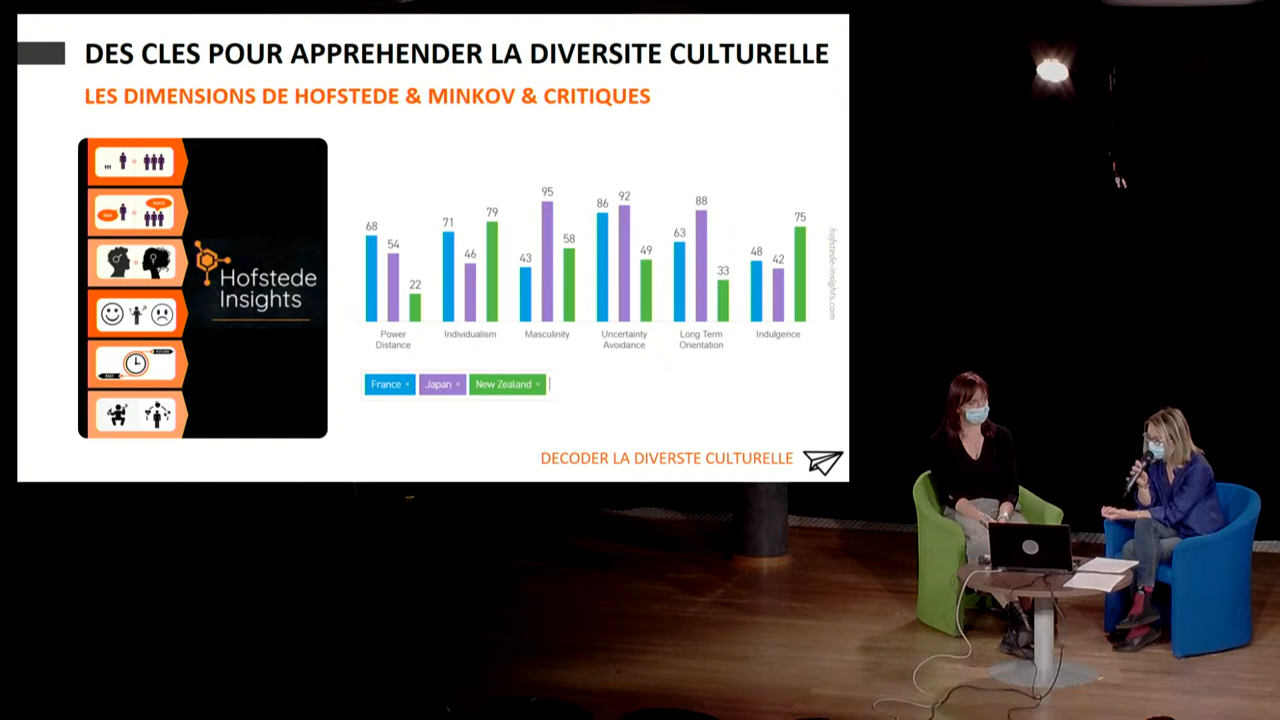 DES CLES POUR APPREHENDER LA DIVERSITE CULTURELLE
LES DIMENSIONS DE HOFSTEDE & MINKOV & CRITIQUES
Hofstede
Insights
68 54 22 71 46 79 43 95 58 86 92 49 63 88 33 48 42 75
Power Distance
Individualism
Masculinity
Uncertainty Avoidance
Long Term Orientation
Indulgence
hofstede-insights.com
France × Japan × New Zealand ×
DECODER LA DIVERSTE CULTURELLE